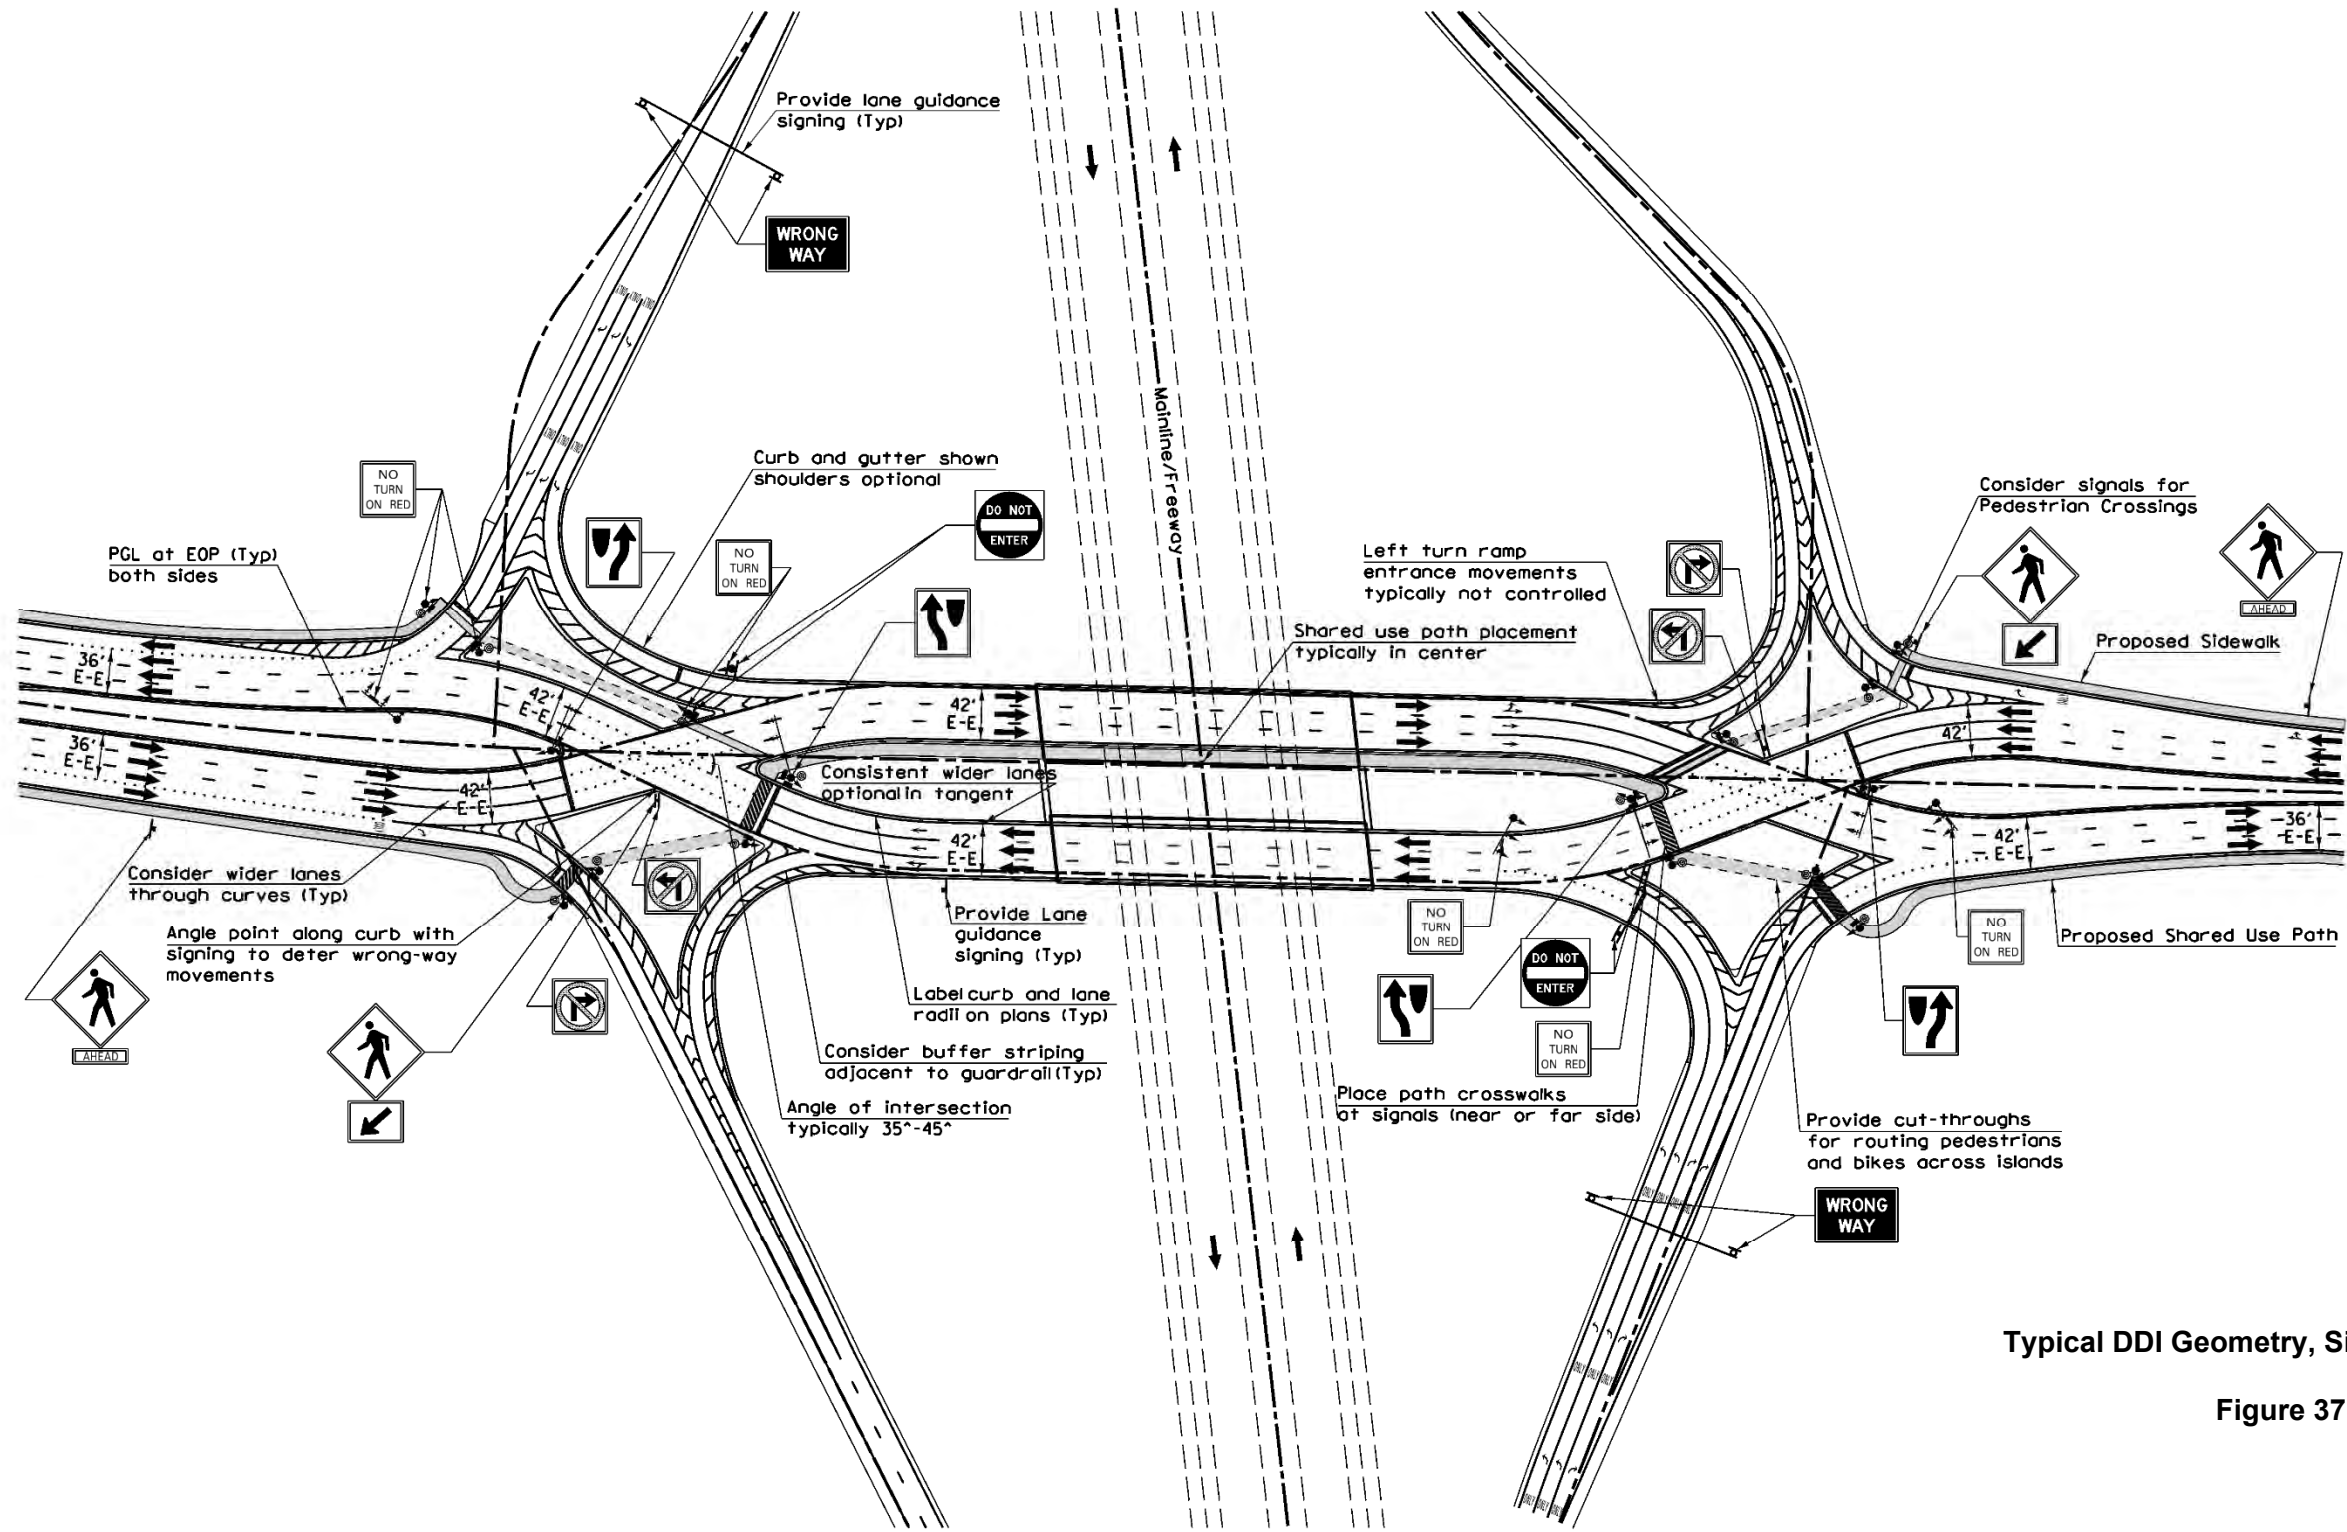 Provide lane guidance
signing (Typ)
WRONG
WAY
Mainline/Freeway
Curb and gutter shown
shoulders optional
NO
TURN
ON RED
DO NOT
ENTER
NO
TURN
ON RED
PGL at EOP (Typ)
both sides
Left turn ramp
entrance movements
typically not controlled
Shared use path placement
typically in center
Consider signals for
Pedestrian Crossings
AHEAD
Proposed Sidewalk
36'
E-E
42'
E-E
42'
E-E
42'
36'
E-E
42'
E-E
Consistent wider lanes
optional in tangent
42'
E-E
42'
E-E
36'
E-E
Consider wider lanes
through curves (Typ)
Angle point along curb with
signing to deter wrong-way
movements
AHEAD
Provide Lane
guidance
signing (Typ)
Label curb and lane
radii on plans (Typ)
Consider buffer striping
adjacent to guardrail (Typ)
Angle of intersection
typically 35^-45^
NO
TURN
ON RED
DO NOT
ENTER
NO
TURN
ON RED
NO
TURN
ON RED
Proposed Shared Use Path
Place path crosswalks
at signals (near or far side)
Provide cut-throughs
for routing pedestrians
and bikes across islands
WRONG
WAY
ONLY ONLY ONLY
Typical DDI Geometry, Si
Figure 37